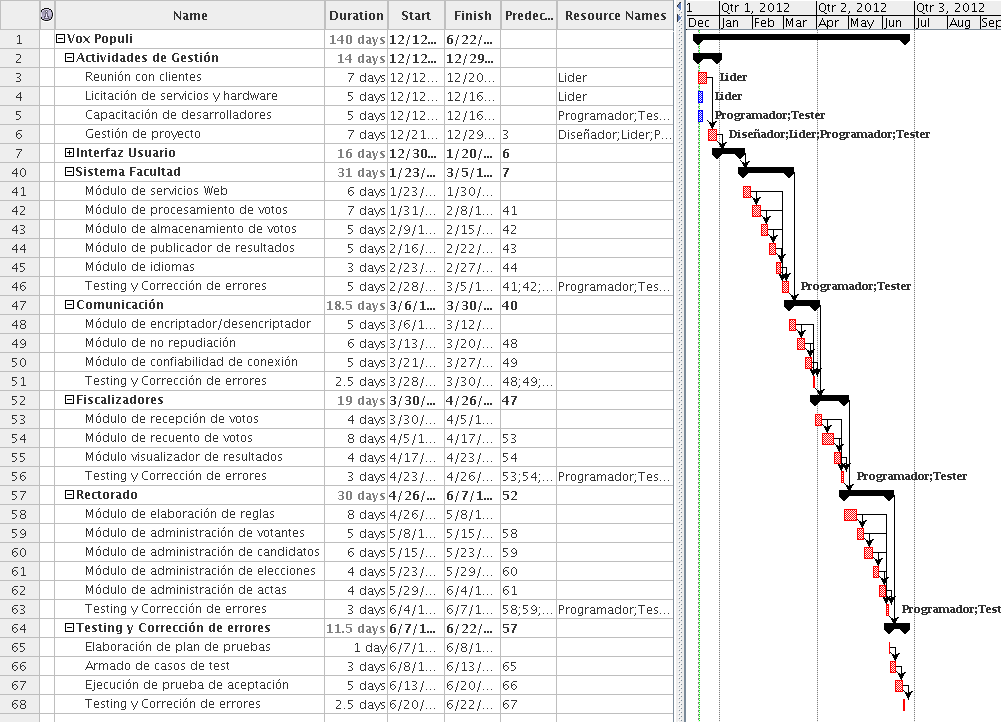 Name Duration Start Finish Predec... Resource Names
1 Qtr 1, 2012 Qtr 2, 2012 Qtr 3, 2012
Dec Jan Feb Mar Apr May Jun Jul Aug Sep
1 Vox Populi 140 days 12/12... 6/22/...
2 Actividades de Gestión 14 days 12/12... 12/29...
3 Reunión con clientes 7 days 12/12... 12/20... Lider Lider
4 Licitación de servicios y hardware 5 days 12/12... 12/16... Lider Lider
5 Capacitación de desarrolladores 5 days 12/12... 12/16... Programador;Tes... Programador;Tester
6 Gestión de proyecto 7 days 12/21... 12/29... 3 Diseñador;Lider;P... Diseñador;Lider;Programador;Tester
7 Interfaz Usuario 16 days 12/30... 1/20/... 6
40 Sistema Facultad 31 days 1/23/... 3/5/1... 7
41 Módulo de servicios Web 6 days 1/23/... 1/30/...
42 Módulo de procesamiento de votos 7 days 1/31/... 2/8/1... 41
43 Módulo de almacenamiento de votos 5 days 2/9/1... 2/15/... 42
44 Módulo de publicador de resultados 5 days 2/16/... 2/22/... 43
45 Módulo de idiomas 3 days 2/23/... 2/27/... 44
46 Testing y Corrección de errores 5 days 2/28/... 3/5/1... 41;42;... Programador;Tes... Programador;Tester
47 Comunicación 18.5 days 3/6/1... 3/30/... 40
48 Módulo de encriptador/desencriptador 5 days 3/6/1... 3/12/...
49 Módulo de no repudiación 6 days 3/13/... 3/20/... 48
50 Módulo de confiabilidad de conexión 5 days 3/21/... 3/27/... 49
51 Testing y Corrección de errores 2.5 days 3/28/... 3/30/... 48;49;...
52 Fiscalizadores 19 days 3/30/... 4/26/... 47
53 Módulo de recepción de votos 4 days 3/30/... 4/5/1...
54 Módulo de recuento de votos 8 days 4/5/1... 4/17/... 53
55 Módulo visualizador de resultados 4 days 4/17/... 4/23/... 54
56 Testing y Corrección de errores 3 days 4/23/... 4/26/... 53;54;... Programador;Tes... Programador;Tester
57 Rectorado 30 days 4/26/... 6/7/1... 52
58 Módulo de elaboración de reglas 8 days 4/26/... 5/8/1...
59 Módulo de administración de votantes 5 days 5/8/1... 5/15/... 58
60 Módulo de administración de candidatos 6 days 5/15/... 5/23/... 59
61 Módulo de administración de elecciones 4 days 5/23/... 5/29/... 60
62 Módulo de administración de actas 4 days 5/29/... 6/4/1... 61
63 Testing y Corrección de errores 3 days 6/4/1... 6/7/1... 58;59;... Programador;Tes... Programador;Test
64 Testing y Corrección de errores 11.5 days 6/7/1... 6/22/... 57
65 Elaboración de plan de pruebas 1 day 6/7/1... 6/8/1...
66 Armado de casos de test 3 days 6/8/1... 6/13/... 65
67 Ejecución de prueba de aceptación 5 days 6/13/... 6/20/... 66
68 Testing y Correción de errores 2.5 days 6/20/... 6/22/... 67